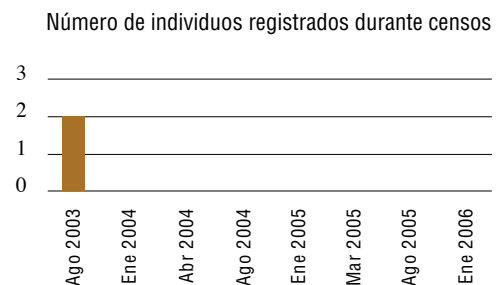 Número de individuos registrados durante censos
3
2
1
0
Ago 2003
Ene 2004
Abr 2004
Ago 2004
Ene 2005
Mar 2005
Ago 2005
Ene 2006